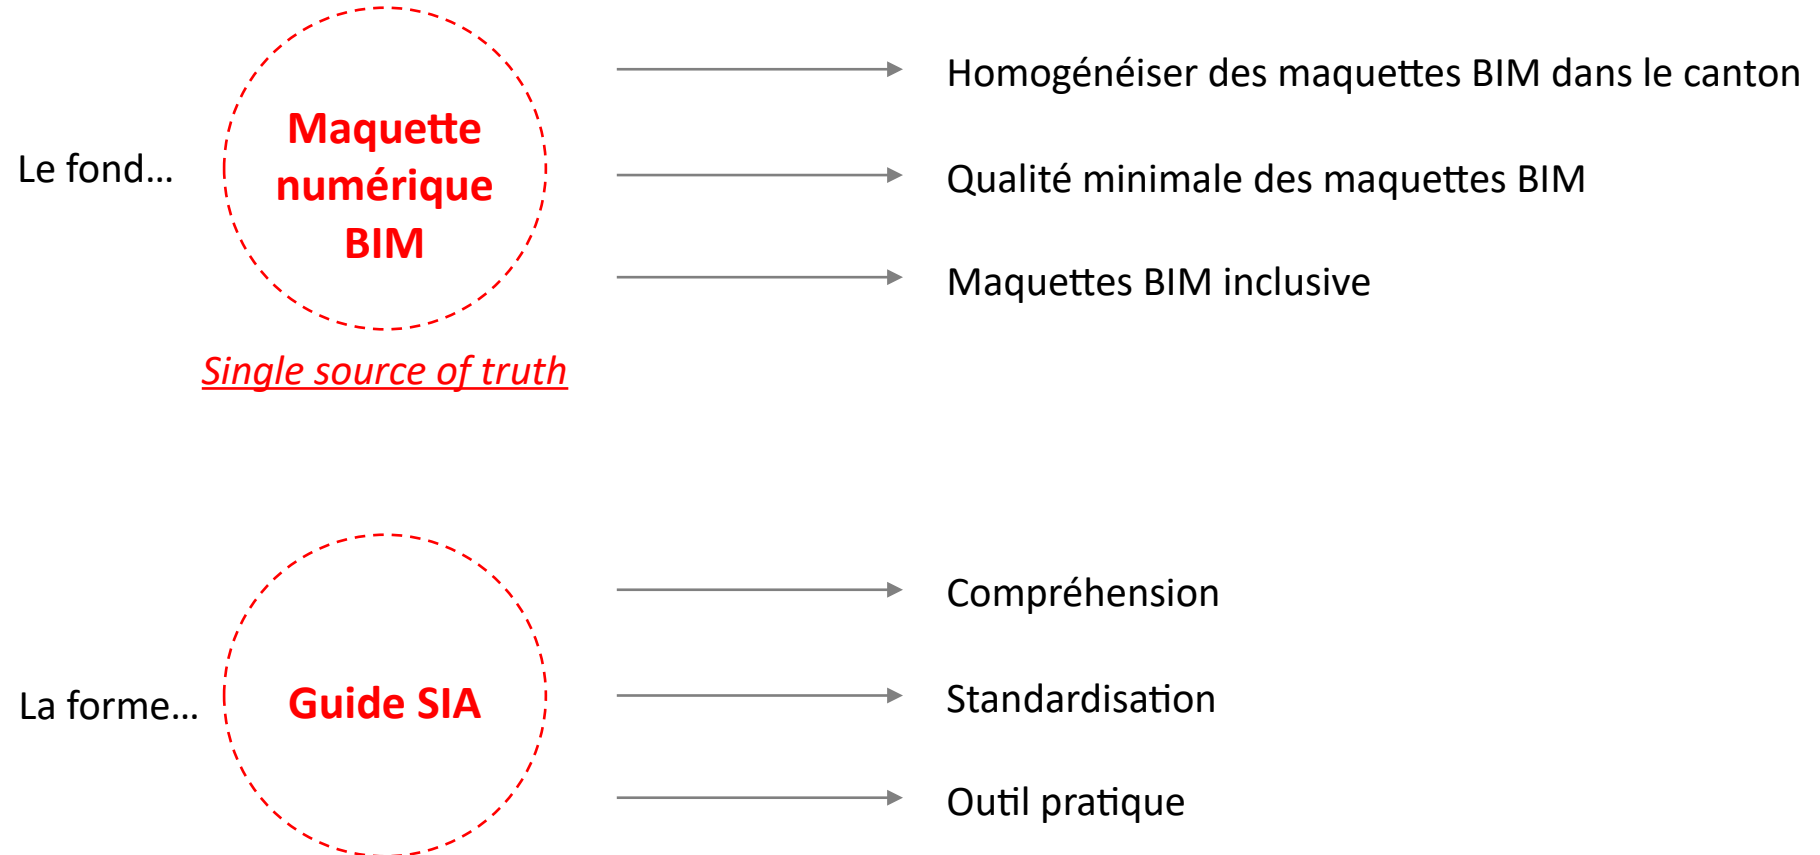 Le fond…
Maquette
numérique
BIM
Single source of truth
Homogénéiser des maquettes BIM dans le canton
Qualité minimale des maquettes BIM
Maquettes BIM inclusive
La forme…
Guide SIA
Compréhension
Standardisation
Outil pratique